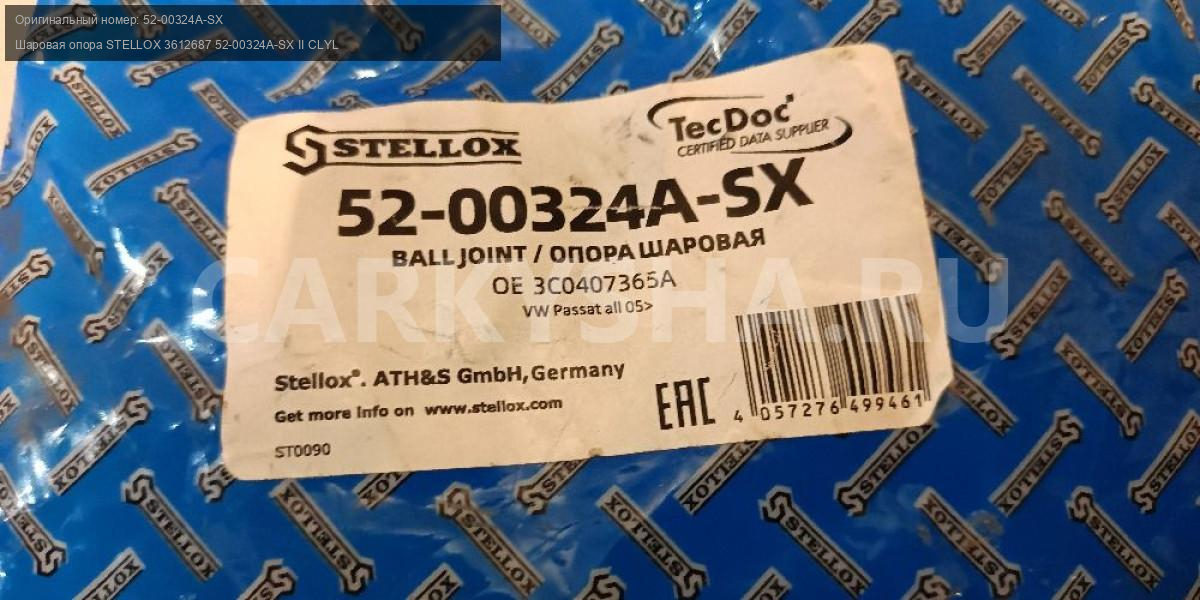 Оригинальный номер: 52-00324A-SX
Шаровая опора STELLOX 3612687 52-00324A-SX II CLYL
STELLOX
TecDoc
CERTIFIED DATA SUPPLIER
52-00324A-SX
BALL JOINT / ОПОРА ШАРОВАЯ
OE 3C0407365A
VW Passat all 05>
CARKYSHA.RU
Stellox®. ATH&S GmbH, Germany
Get more Info on www.stellox.com
EAC
4 057276 499461
ST0090